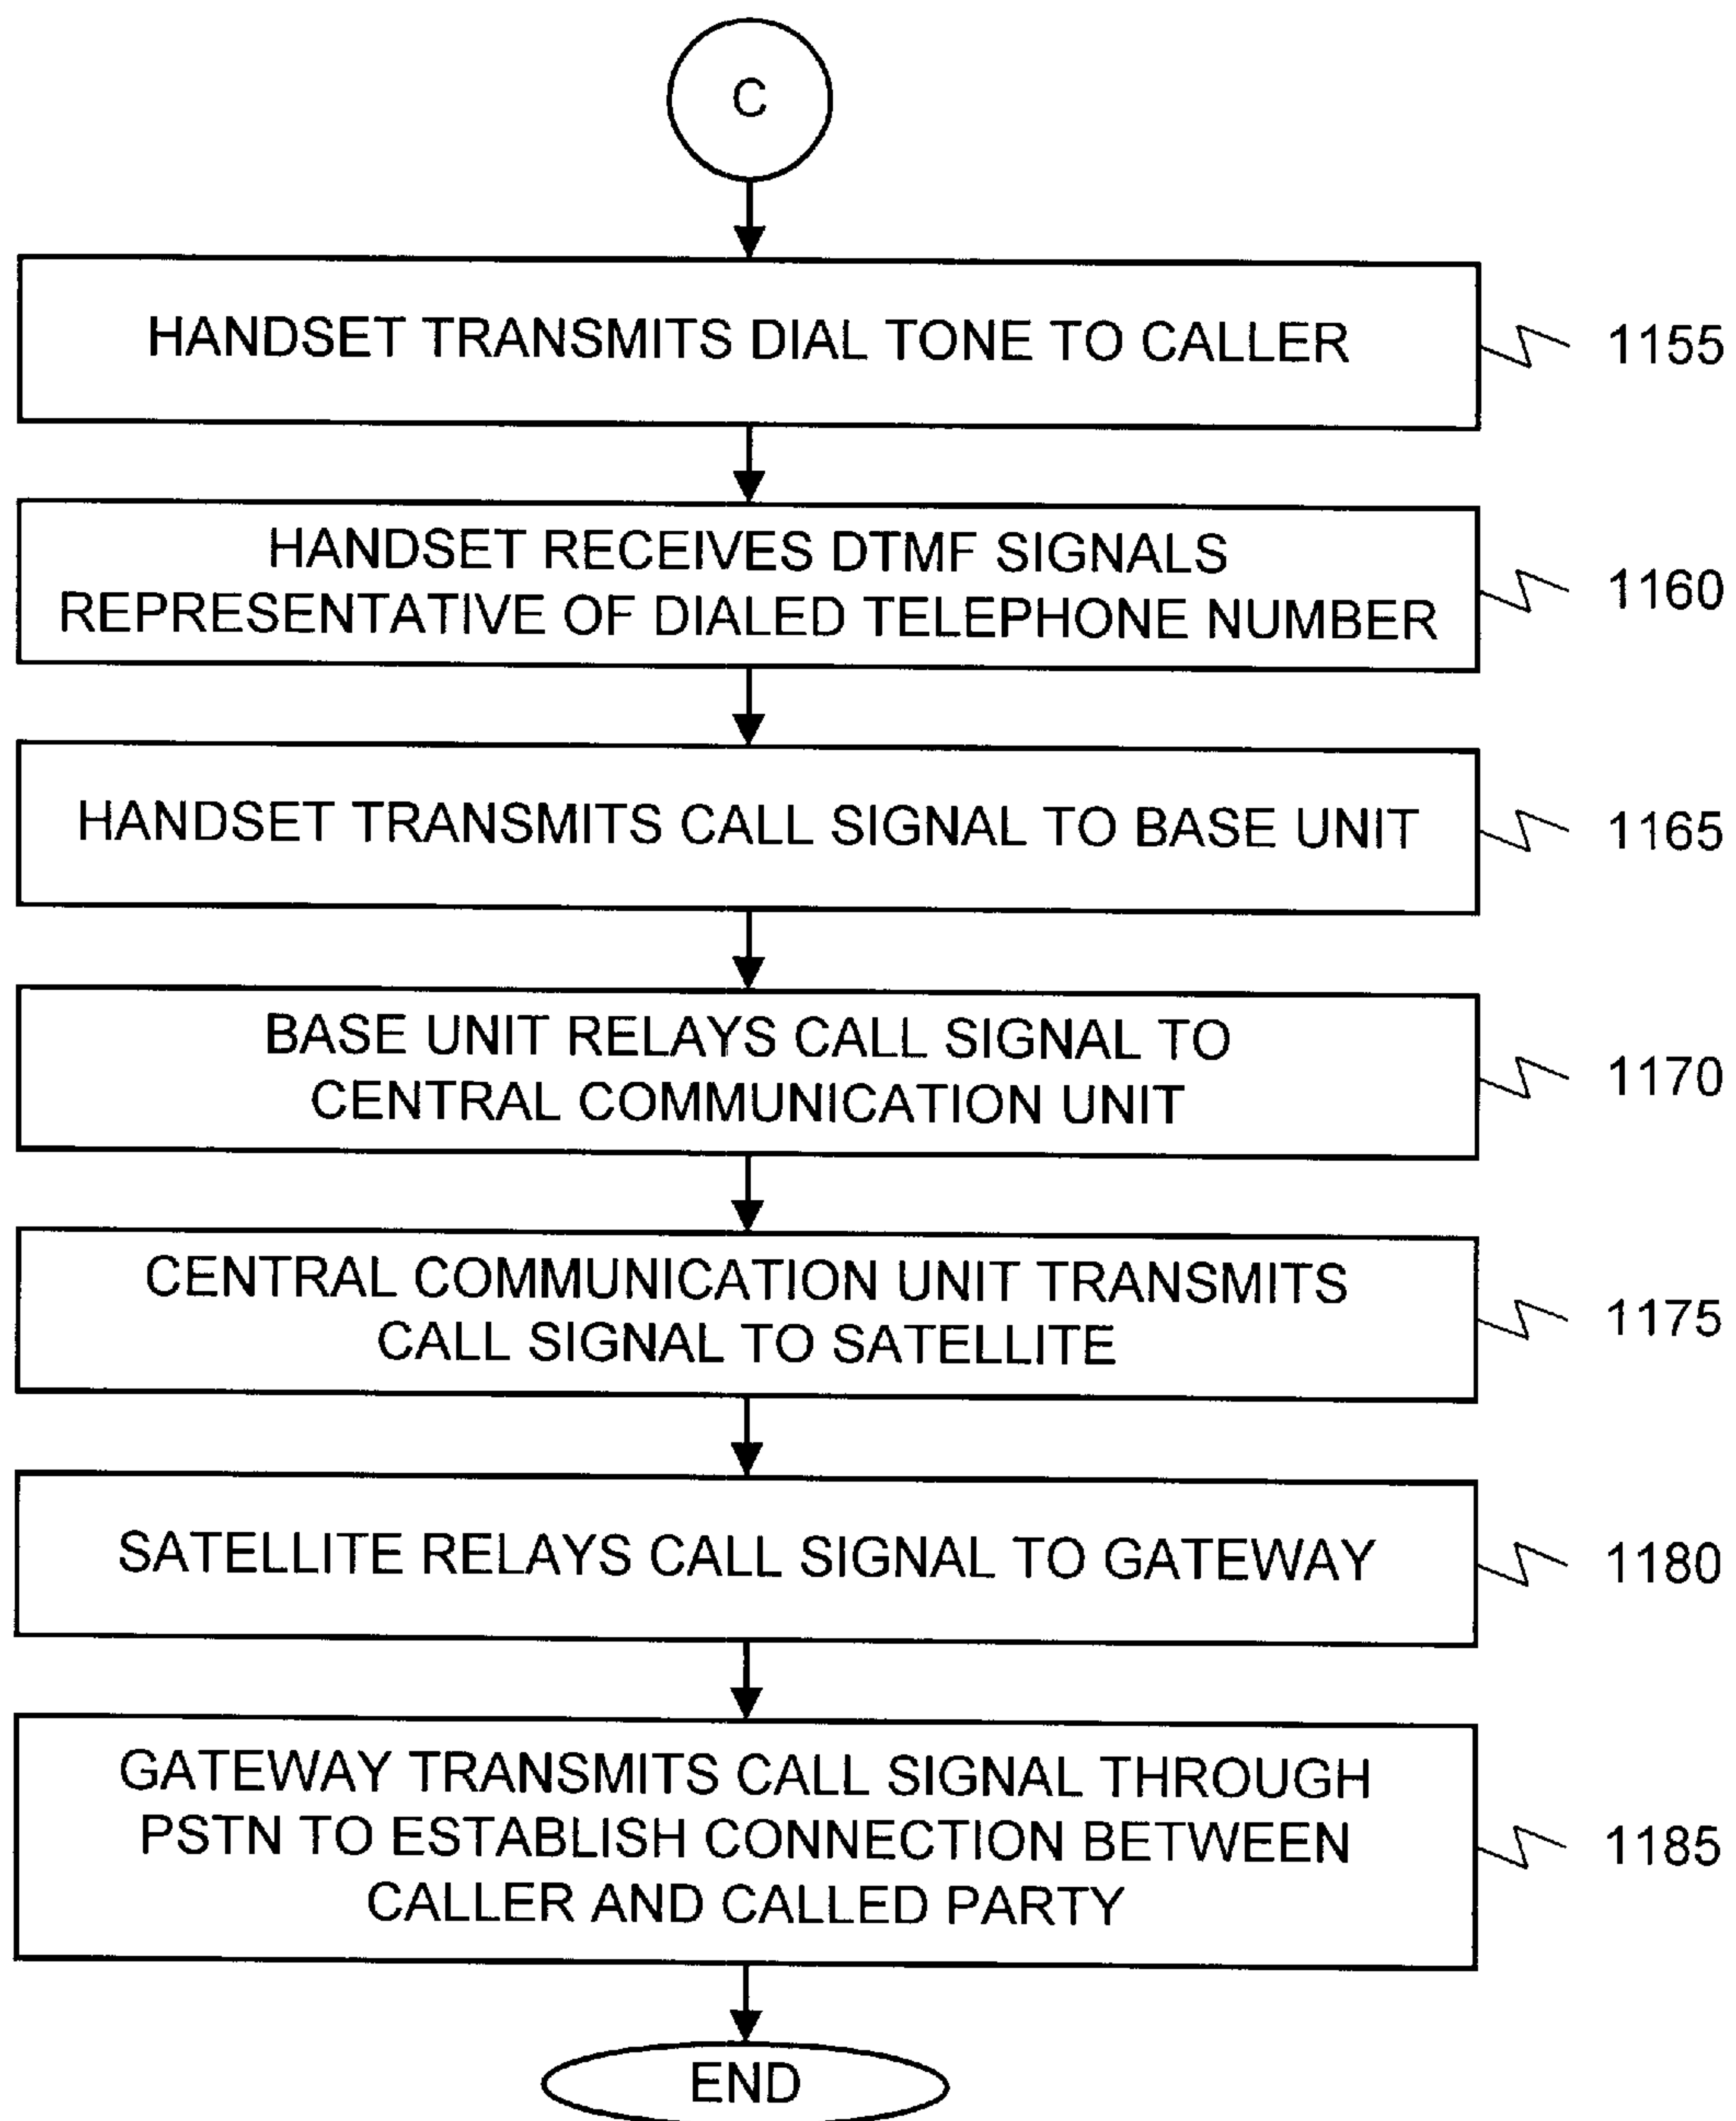 C
HANDSET TRANSMITS DIAL TONE TO CALLER
1155
HANDSET RECEIVES DTMF SIGNALS
REPRESENTATIVE OF DIALED TELEPHONE NUMBER
1160
HANDSET TRANSMITS CALL SIGNAL TO BASE UNIT
1165
BASE UNIT RELAYS CALL SIGNAL TO
CENTRAL COMMUNICATION UNIT
1170
CENTRAL COMMUNICATION UNIT TRANSMITS
CALL SIGNAL TO SATELLITE
1175
SATELLITE RELAYS CALL SIGNAL TO GATEWAY
1180
GATEWAY TRANSMITS CALL SIGNAL THROUGH
PSTN TO ESTABLISH CONNECTION BETWEEN
CALLER AND CALLED PARTY
1185
END